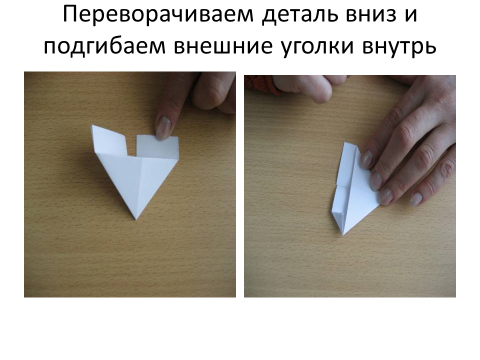 Переворачиваем деталь вниз и
подгибаем внешние уголки внутрь